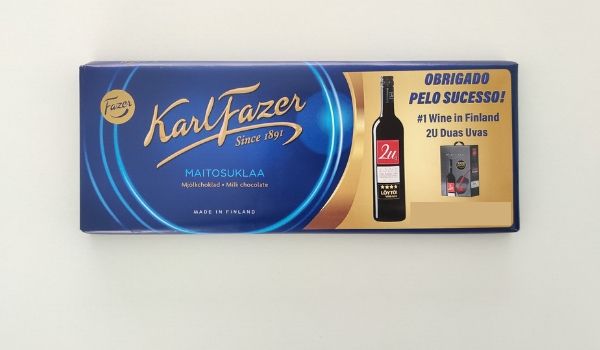 Fazer
Karl Fazer
Since 1891
MAITOSUKLAA
Mjölkchoklad • Milk chocolate
MADE IN FINLAND
OBRIGADO
PELO SUCESSO!
#1 Wine in Finland
2U Duas Uvas
2u
LÖYTÖ!